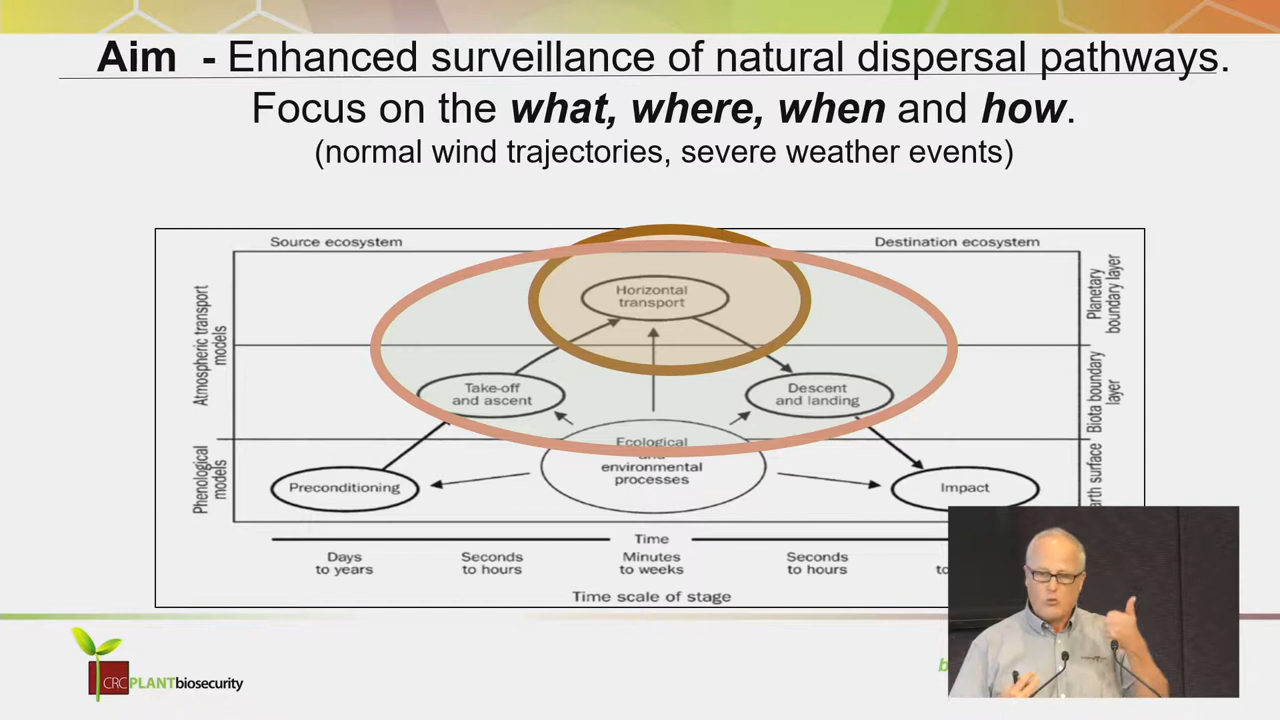 Aim - Enhanced surveillance of natural dispersal pathways.
Focus on the what, where, when and how.
(normal wind trajectories, severe weather events)
Source ecosystem
Destination ecosystem
Atmospheric transport
models
Phenological
models
Horizontal
transport
Take-off
and ascent
Descent
and landing
Ecological
and
environmental
processes
Preconditioning
Impact
Planetary
boundary layer
Biota boundary
layer
surface
Time
Days
to years
Seconds
to hours
Minutes
to weeks
Seconds
to hours
to
Time scale of stage
CRCPLANTbiosecurity